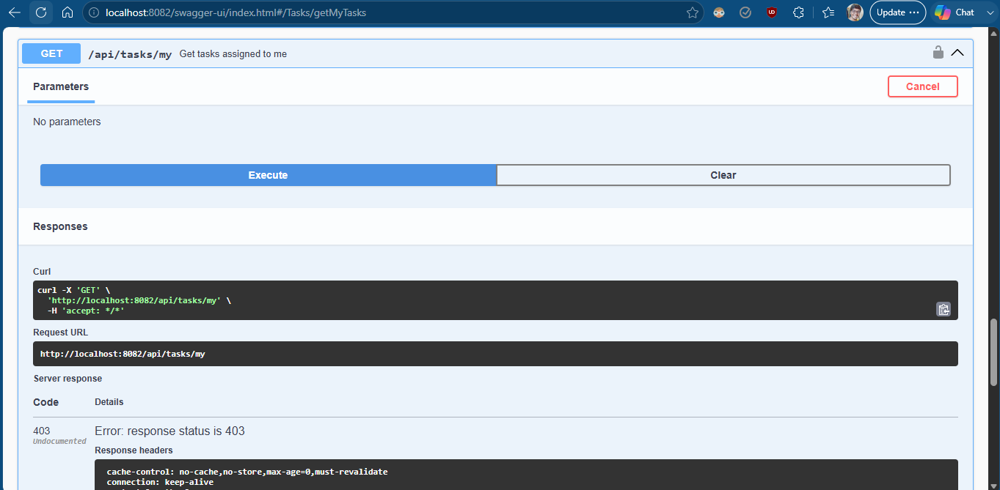 localhost:8082/swagger-ui/index.html#/Tasks/getMyTasks
UD
Update
Chat
GET /api/tasks/my Get tasks assigned to me
Parameters
Cancel
No parameters
Execute
Clear
Responses
Curl
curl -X 'GET' \
'http://localhost:8082/api/tasks/my' \
-H 'accept: */*'
Request URL
http://localhost:8082/api/tasks/my
Server response
Code Details
403 Error: response status is 403
Undocumented
Response headers
cache-control: no-cache,no-store,max-age=0,must-revalidate
connection: keep-alive